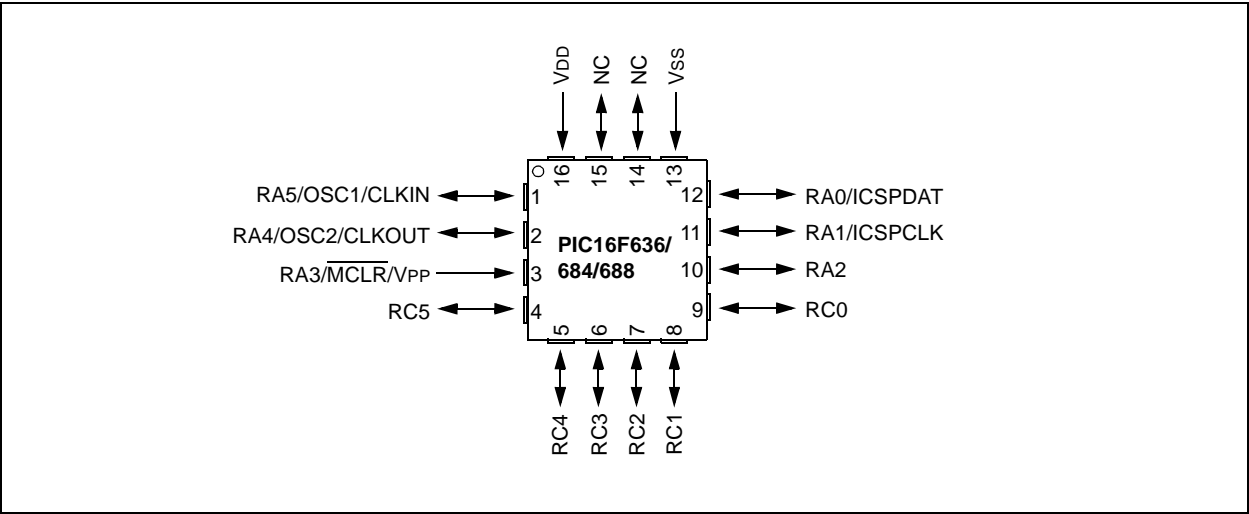 VDD
NC
NC
VSS
16
15
14
13
RA5/OSC1/CLKIN
1
12
RA0/ICSPDAT
RA4/OSC2/CLKOUT
2
11
RA1/ICSPCLK
PIC16F636/
684/688
RA3/MCLR/VPP
3
10
RA2
RC5
4
9
RC0
5
6
7
8
RC4
RC3
RC2
RC1